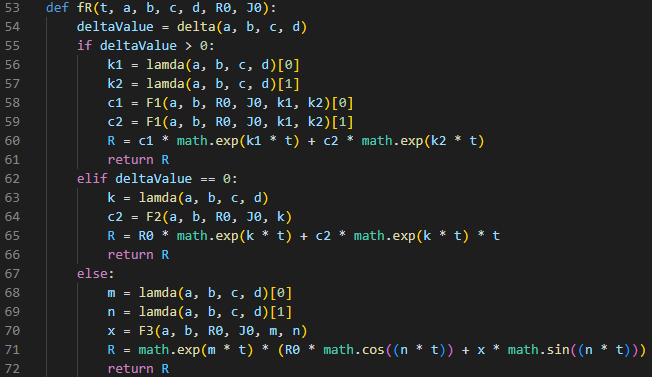 53 def fR(t, a, b, c, d, R0, J0):
54     deltaValue = delta(a, b, c, d)
55     if deltaValue > 0:
56         k1 = lamda(a, b, c, d)[0]
57         k2 = lamda(a, b, c, d)[1]
58         c1 = F1(a, b, R0, J0, k1, k2)[0]
59         c2 = F1(a, b, R0, J0, k1, k2)[1]
60         R = c1 * math.exp(k1 * t) + c2 * math.exp(k2 * t)
61         return R
62     elif deltaValue == 0:
63         k = lamda(a, b, c, d)
64         c2 = F2(a, b, R0, J0, k)
65         R = R0 * math.exp(k * t) + c2 * math.exp(k * t) * t
66         return R
67     else:
68         m = lamda(a, b, c, d)[0]
69         n = lamda(a, b, c, d)[1]
70         x = F3(a, b, R0, J0, m, n)
71         R = math.exp(m * t) * (R0 * math.cos((n * t)) + x * math.sin((n * t)))
72         return R